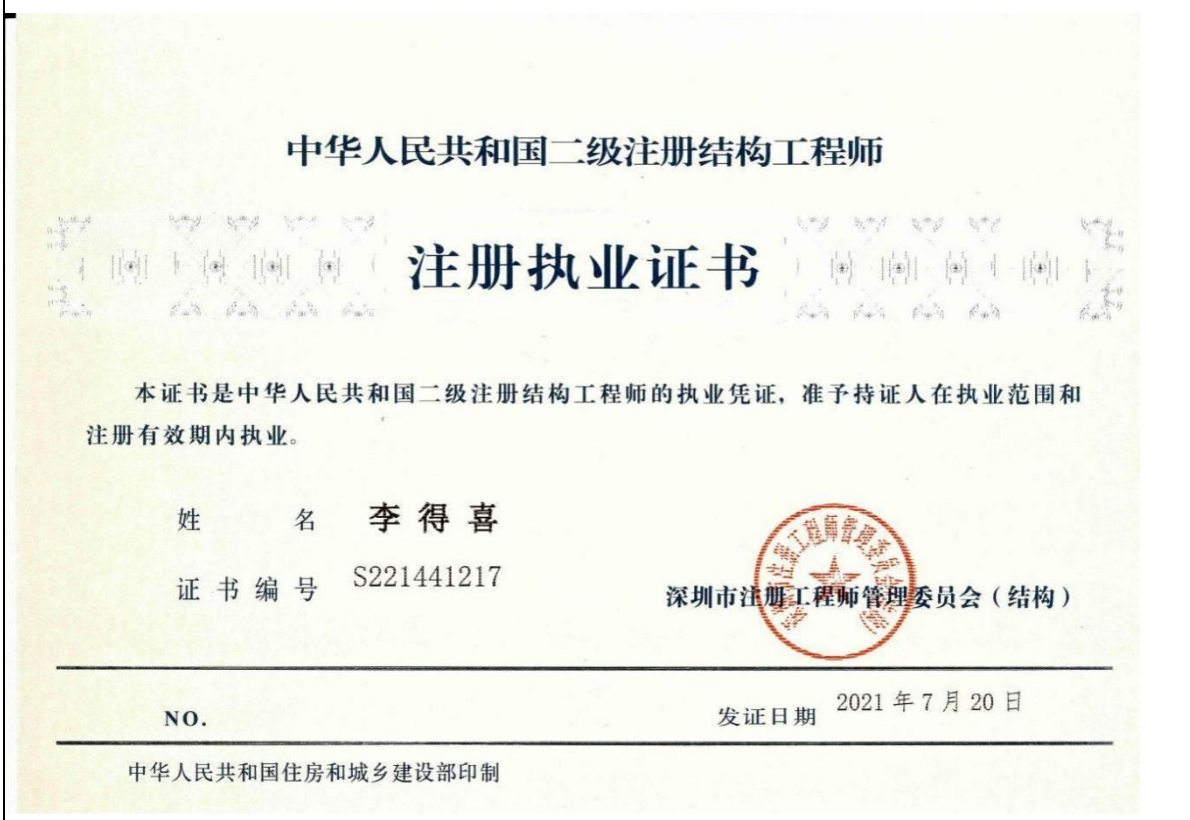 中华人民共和国二级注册结构工程师
注册执业证书
本证书是中华人民共和国二级注册结构工程师的执业凭证，准予持证人在执业范围和
注册有效期内执业。
姓 名 李得喜
证书编号 S221441217
深圳市注册工程师管理委员会（结构）
NO.
发证日期 2021年7月20日
中华人民共和国住房和城乡建设部印制